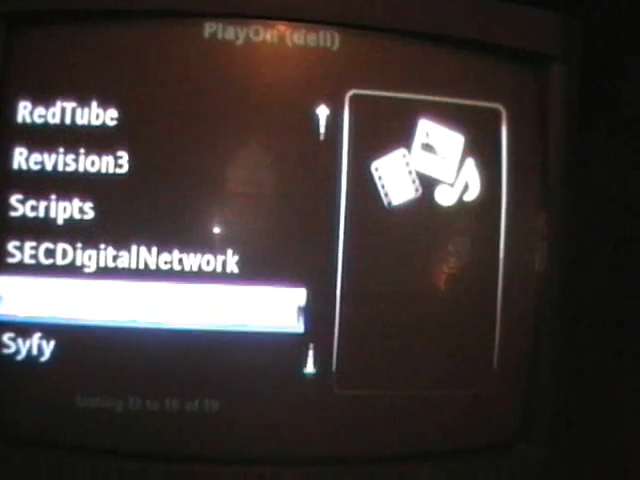 PlayOn (dell)
RedTube
Revision3
Scripts
SECDigitalNetwork
Syfy